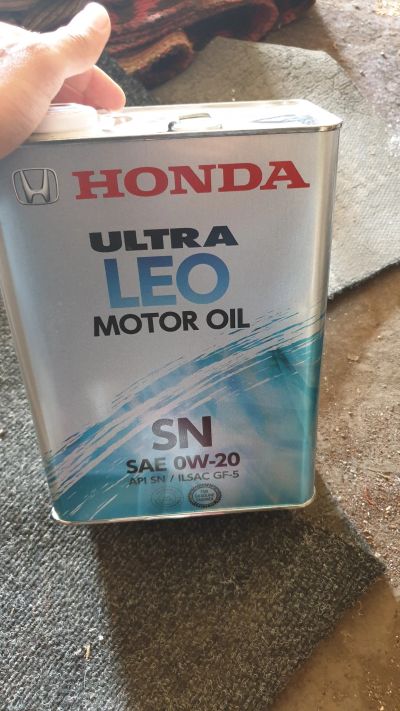 HONDA
ULTRA
LEO
MOTOR OIL
SN
SAE 0W-20
API SN / ILSAC GF-5